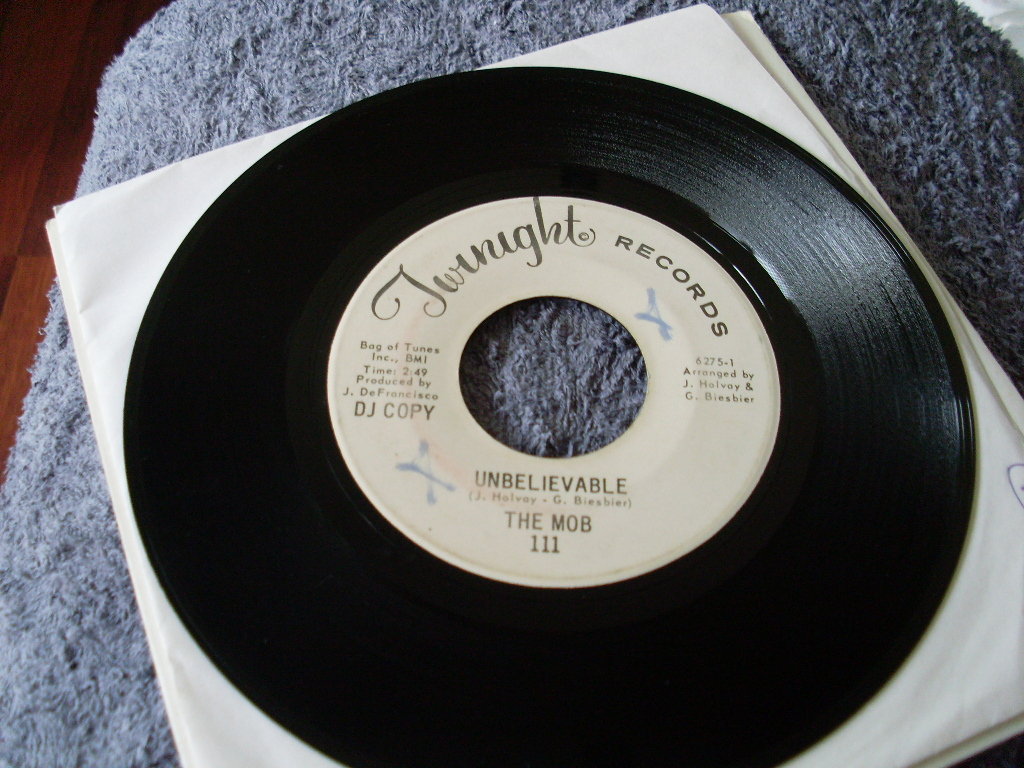 Twinight RECORDS
Bag of Tunes
Inc., BMI
Time: 2:49
Produced by
J. DeFrancisco
DJ COPY
6275-1
Arranged by
J. Holvay &
G. Biesbier
UNBELIEVABLE
(J. Holvay - G. Biesbier)
THE MOB
111